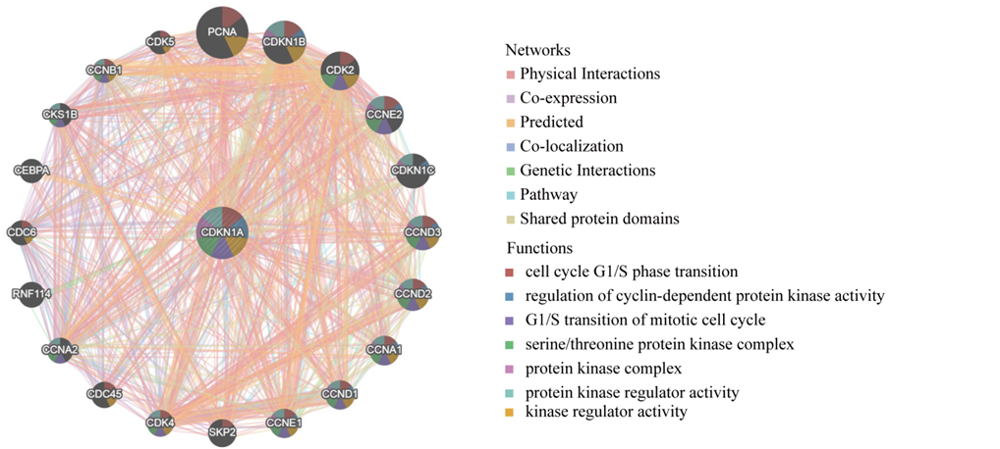 PCNA
CDKN1B
CDK2
CCNE2
CDKN1C
CCND3
CCND2
CCNA1
CCND1
CCNE1
SKP2
CDK4
CDC45
CCNA2
RNF114
CDC6
CEBPA
CKS1B
CCNB1
CDK5
CDKN1A
Networks
Physical Interactions
Co-expression
Predicted
Co-localization
Genetic Interactions
Pathway
Shared protein domains
Functions
cell cycle G1/S phase transition
regulation of cyclin-dependent protein kinase activity
G1/S transition of mitotic cell cycle
serine/threonine protein kinase complex
protein kinase complex
protein kinase regulator activity
kinase regulator activity